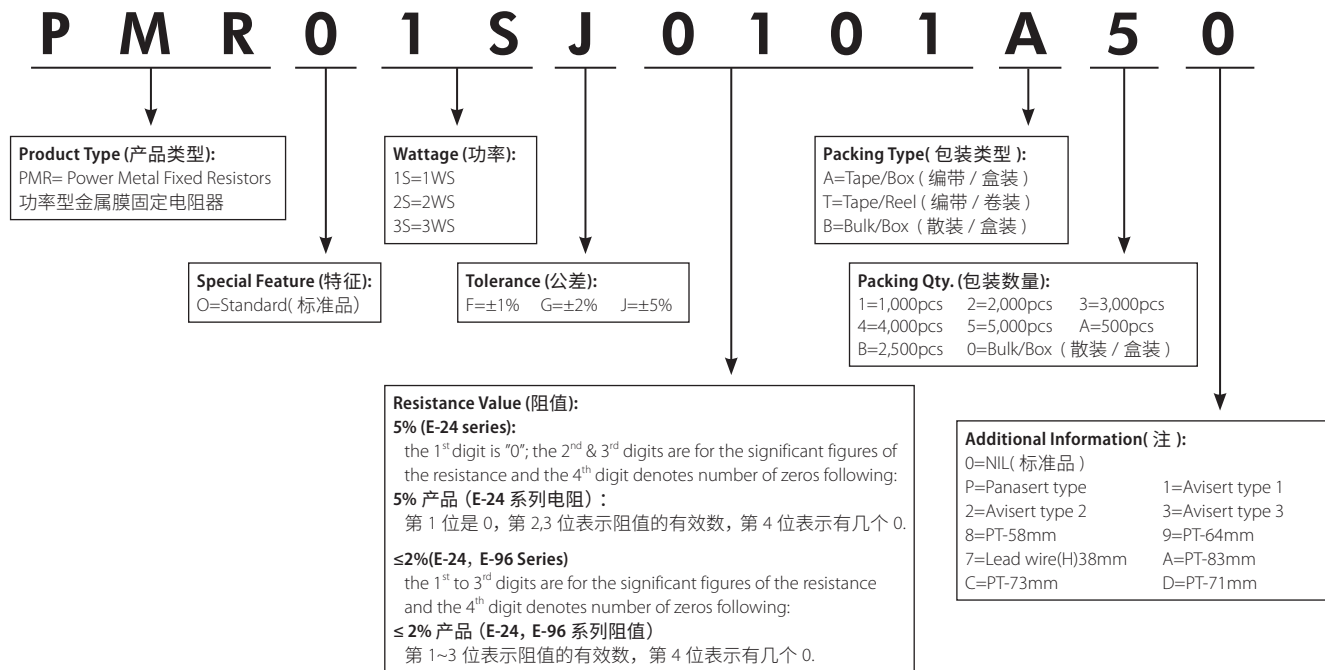 P M R 0 1 S J 0 1 0 1 A 5 0
Product Type (产品类型):
PMR= Power Metal Fixed Resistors
功率型金属膜固定电阻器
Wattage (功率):
1S=1WS
2S=2WS
3S=3WS
Packing Type( 包装类型 ):
A=Tape/Box ( 编带 / 盒装 )
T=Tape/Reel ( 编带 / 卷装 )
B=Bulk/Box ( 散装 / 盒装 )
Special Feature (特征):
O=Standard( 标准品)
Tolerance (公差):
F=±1% G=±2% J=±5%
Packing Qty. (包装数量):
1=1,000pcs 2=2,000pcs 3=3,000pcs
4=4,000pcs 5=5,000pcs A=500pcs
B=2,500pcs 0=Bulk/Box ( 散装 / 盒装 )
Resistance Value (阻值):
5% (E-24 series):
the 1st digit is "0"; the 2nd & 3rd digits are for the significant figures of
the resistance and the 4th digit denotes number of zeros following:
5% 产品 (E-24 系列电阻) :
第 1 位是 0, 第 2,3 位表示阻值的有效数, 第 4 位表示有几个 0.
≤2%(E-24, E-96 Series)
the 1st to 3rd digits are for the significant figures of the resistance
and the 4th digit denotes number of zeros following:
≤ 2% 产品 (E-24, E-96 系列阻值)
第 1~3 位表示阻值的有效数, 第 4 位表示有几个 0.
Additional Information( 注 ):
0=NIL( 标准品 )
P=Panasert type 1=Avisert type 1
2=Avisert type 2 3=Avisert type 3
8=PT-58mm 9=PT-64mm
7=Lead wire(H)38mm A=PT-83mm
C=PT-73mm D=PT-71mm